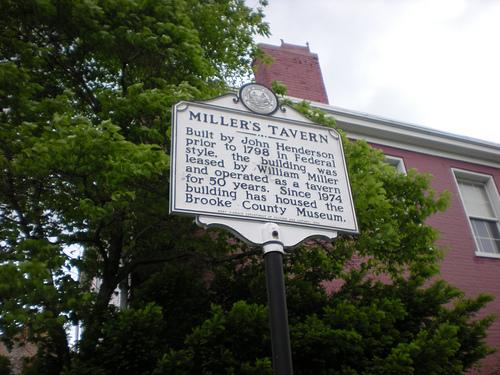 MILLER'S TAVERN
Built by John Henderson
prior to 1798 in Federal
style, the building was
leased by William Miller
and operated as a tavern
for 50 years. Since 1974
building has housed the
Brooke County Museum.